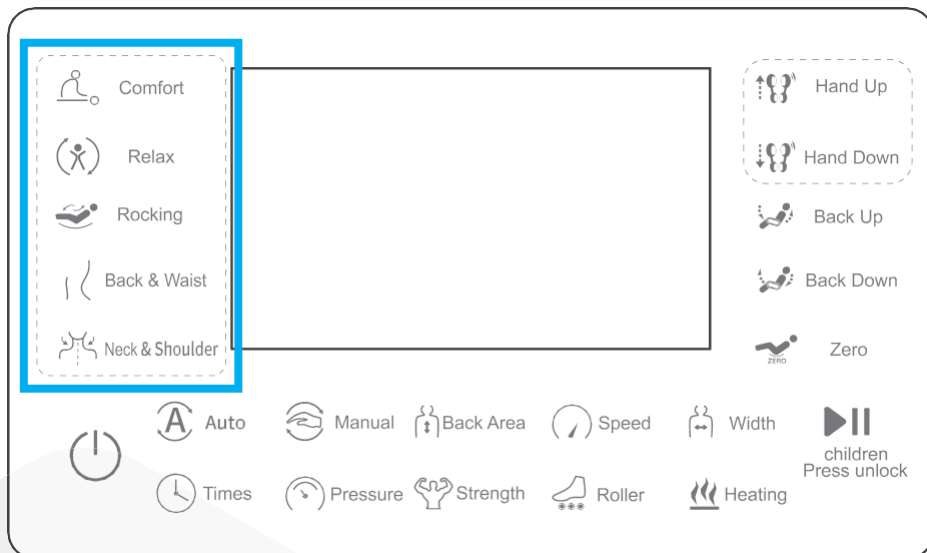 Comfort
Relax
Rocking
Back & Waist
Neck & Shoulder
Hand Up
Hand Down
Back Up
Back Down
ZERO
Zero
A Auto
Manual
Back Area
Speed
Width
children
Press unlock
Times
Pressure
Strength
Roller
Heating